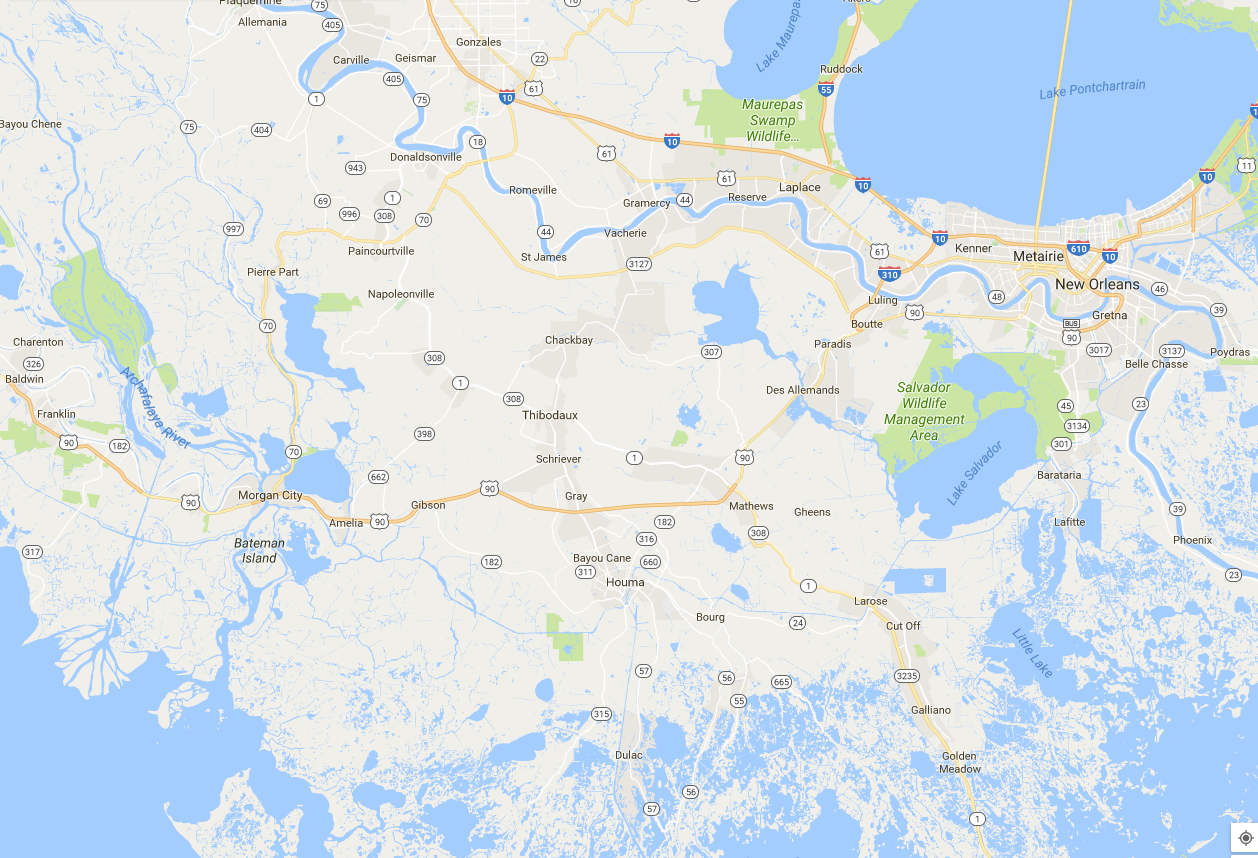 Plaquemine
75
10
Akers
Allemania
405
Gonzales
Lake Maurepas
22
Carville
Geismar
Ruddock
405
61
55
Lake Pontchartrain
1
75
10
Maurepas
Swamp
Wildlife...
Bayou Chene
75
404
18
10
61
11
Donaldsonville
943
61
10
10
Laplace
Romeville
1
69
996
308
70
Gramercy
44
Reserve
997
44
Vacherie
10
Kenner
610
10
Paincourtville
61
Metairie
St James
3127
Pierre Part
310
New Orleans
46
Napoleonville
Luling
48
39
90
Gretna
70
Boutte
BUS
90
Chackbay
Paradis
3017
3137
Poydras
Charenton
308
307
Belle Chasse
326
Baldwin
1
Des Allemands
Salvador
Wildlife
Management
Area
Atchafalaya River
308
45
23
Franklin
Thibodaux
3134
398
90
182
70
301
Schriever
1
90
Lake Salvador
662
Barataria
Morgan City
90
90
Gibson
Gray
Mathews
Gheens
39
Amelia
90
182
Lafitte
317
Bateman
Island
316
308
Phoenix
182
Bayou Cane
660
311
23
Houma
1
Larose
Bourg
24
Cut Off
Little Lake
57
56
665
3235
55
315
Galliano
Dulac
Golden
Meadow
56
57
1